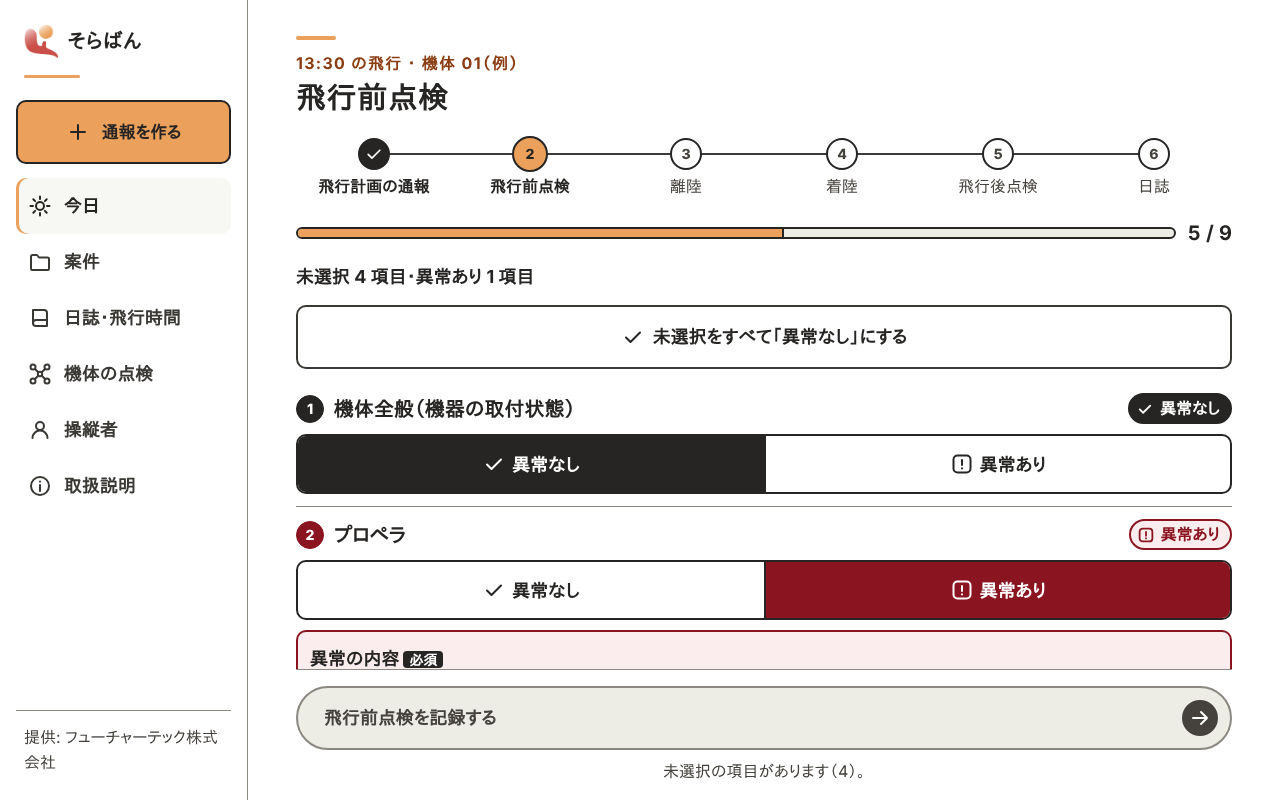 そらばん
通報を作る
今日
案件
日誌・飛行時間
機体の点検
操縦者
取扱説明
提供: フューチャーテック株式
会社
13:30 の飛行・機体 01(例)
飛行前点検
2
3
4
5
6
飛行計画の通報
飛行前点検
離陸
着陸
飛行後点検
日誌
5 / 9
未選択 4 項目・異常あり 1 項目
未選択をすべて「異常なし」にする
1 機体全般(機器の取付状態)
異常なし
異常なし
異常あり
2 プロペラ
異常あり
異常なし
異常あり
異常の内容 必須
飛行前点検を記録する
未選択の項目があります(4)。